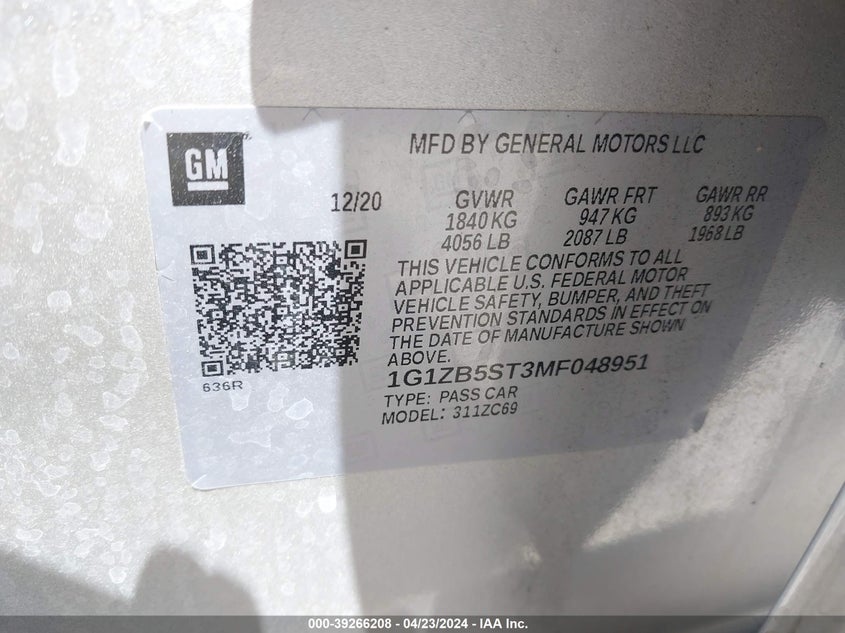 GM
MFD BY GENERAL MOTORS LLC
12/20
GVWR
1840 KG
4056 LB
GAWR FRT
947 KG
2087 LB
GAWR RR
893 KG
1968 LB
THIS VEHICLE CONFORMS TO ALL
APPLICABLE U.S. FEDERAL MOTOR
VEHICLE SAFETY, BUMPER, AND THEFT
PREVENTION STANDARDS IN EFFECT ON
THE DATE OF MANUFACTURE SHOWN
ABOVE.
636R
1G1ZB5ST3MF048951
TYPE: PASS CAR
MODEL: 311ZC69
000-39266208 - 04/23/2024 - IAA Inc.